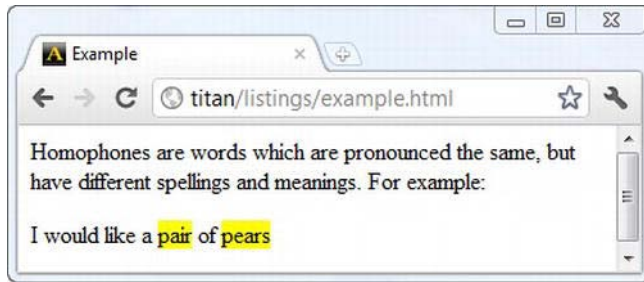 Example
titan/listings/example.html
Homophones are words which are pronounced the same, but
have different spellings and meanings. For example:
I would like a pair of pears